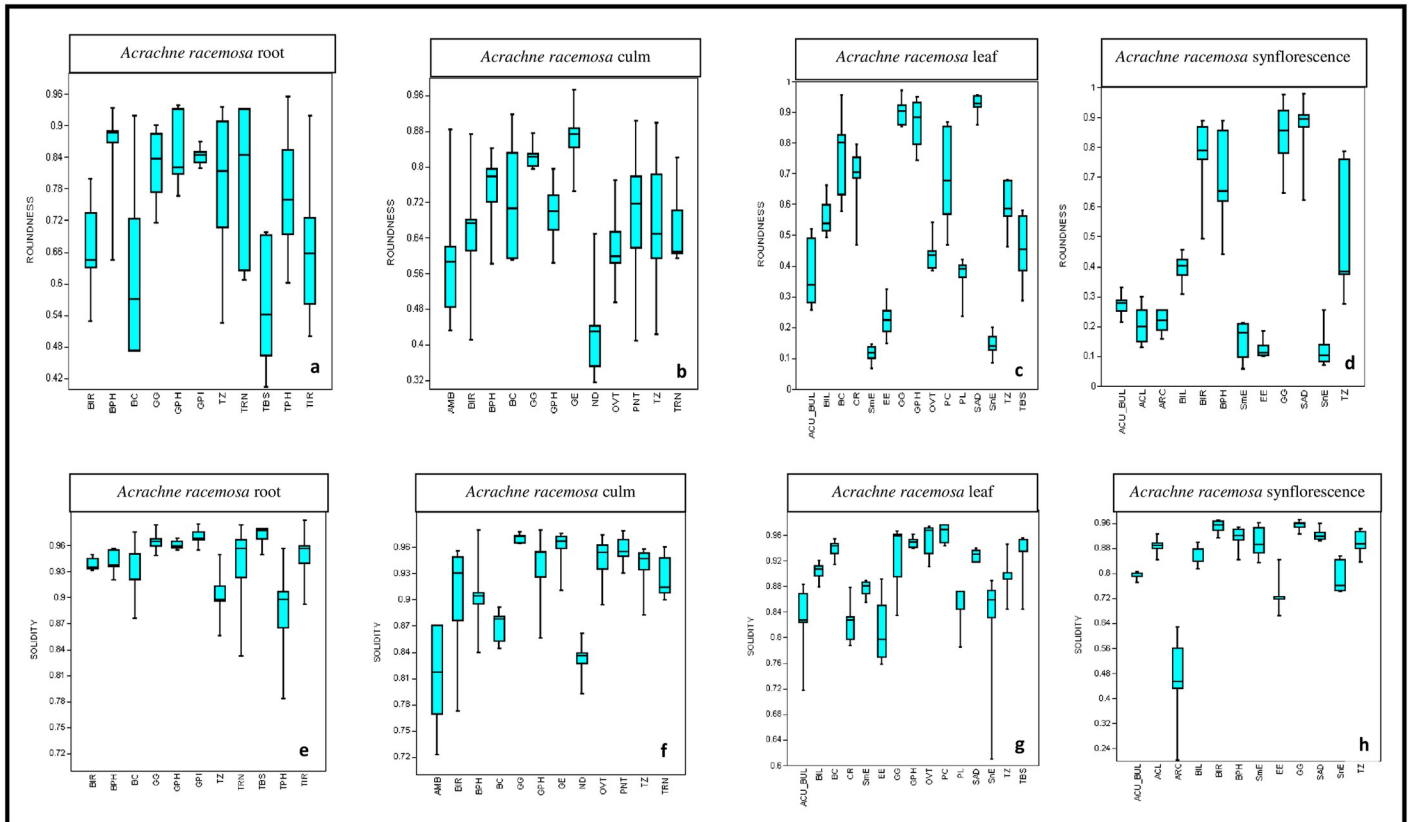 Acrachne racemosa root
ROUNDNESS
0.96
0.9
0.84
0.78
0.72
0.66
0.6
0.54
0.48
0.42
a
BIR BPH BC GG GPH GPI TZ TRN TBS TPH TIR
Acrachne racemosa culm
ROUNDNESS
0.96
0.88
0.8
0.72
0.64
0.56
0.48
0.4
0.32
b
AMB BIR BPH BC GG GPH GE ND OVT PNT TZ TRN
Acrachne racemosa leaf
ROUNDNESS
1
0.9
0.8
0.7
0.6
0.5
0.4
0.3
0.2
0.1
0
c
ACU_BUL BIL BC CR SmE EE GG GPH OVT PC PL SAD SnE TZ TBS
Acrachne racemosa synflorescence
ROUNDNESS
1
0.9
0.8
0.7
0.6
0.5
0.4
0.3
0.2
0.1
0
d
ACU_BUL ACL ARC BIL BIR BPH SmE EE GG SAD SnE TZ
Acrachne racemosa root
SOLIDITY
0.96
0.93
0.9
0.87
0.84
0.81
0.78
0.75
0.72
e
BIR BPH BC GG GPH GPI TZ TRN TBS TPH TIR
Acrachne racemosa culm
SOLIDITY
0.96
0.93
0.9
0.87
0.84
0.81
0.78
0.75
0.72
f
AMB BIR BPH BC GG GPH GE ND OVT PNT TZ TRN
Acrachne racemosa leaf
SOLIDITY
1
0.96
0.92
0.88
0.84
0.8
0.76
0.72
0.68
0.64
0.6
g
ACU_BUL BIL BC CR SmE EE GG GPH OVT PC PL SAD SnE TZ TBS
Acrachne racemosa synflorescence
SOLIDITY
0.96
0.88
0.8
0.72
0.64
0.56
0.48
0.4
0.32
0.24
h
ACU_BUL ACL ARC BIL BIR BPH SmE EE GG SAD SnE TZ